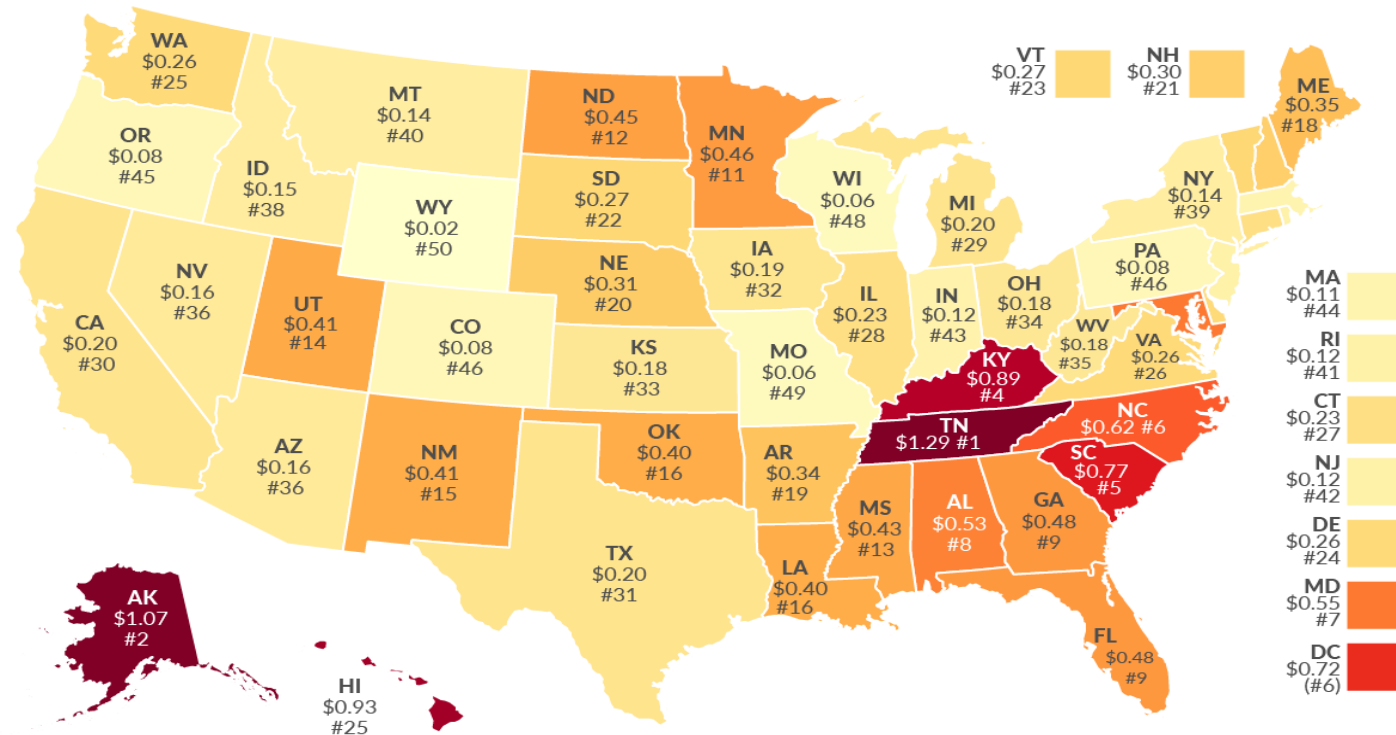 WA
$0.26
#25
MT
$0.14
#40
ND
$0.45
#12
MN
$0.46
#11
VT
$0.27
#23
NH
$0.30
#21
ME
$0.35
#18
OR
$0.08
#45
ID
$0.15
#38
WY
$0.02
#50
SD
$0.27
#22
WI
$0.06
#48
MI
$0.20
#29
NY
$0.14
#39
NV
$0.16
#36
UT
$0.41
#14
CA
$0.20
#30
CO
$0.08
#46
NE
$0.31
#20
IA
$0.19
#32
IL
$0.23
#28
IN
$0.12
#43
OH
$0.18
#34
PA
$0.08
#46
WV
$0.18
#35
VA
$0.26
#26
KS
$0.18
#33
MO
$0.06
#49
KY
$0.89
#4
TN
$1.29 #1
NC
$0.62 #6
SC
$0.77
#5
AZ
$0.16
#36
NM
$0.41
#15
OK
$0.40
#16
AR
$0.34
#19
MS
$0.43
#13
AL
$0.53
#8
GA
$0.48
#9
TX
$0.20
#31
LA
$0.40
#16
FL
$0.48
#9
AK
$1.07
#2
HI
$0.93
#25
MA
$0.11
#44
RI
$0.12
#41
CT
$0.23
#27
NJ
$0.12
#42
DE
$0.26
#24
MD
$0.55
#7
DC
$0.72
(#6)